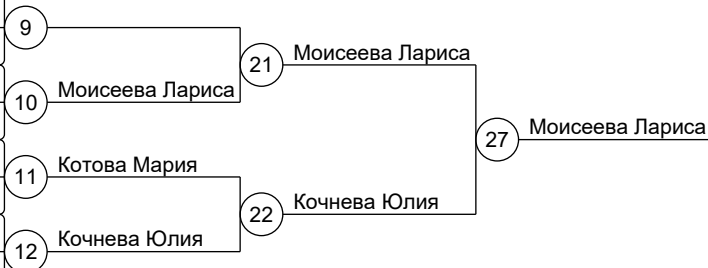 9
21 Моисеева Лариса
10 Моисеева Лариса
27 Моисеева Лариса
11 Котова Мария
22 Кочнева Юлия
12 Кочнева Юлия